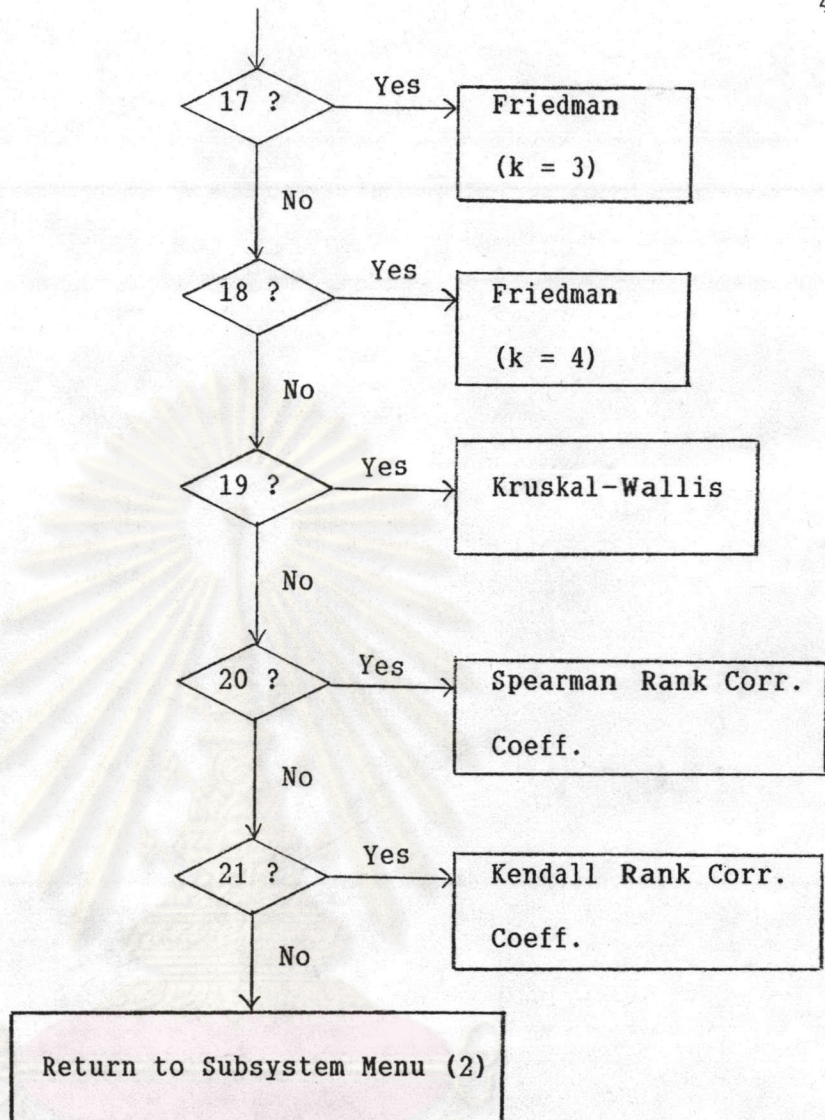 4
17 ?
Yes
Friedman
(k = 3)
No
18 ?
Yes
Friedman
(k = 4)
No
19 ?
Yes
Kruskal-Wallis
No
20 ?
Yes
Spearman Rank Corr.
Coeff.
No
21 ?
Yes
Kendall Rank Corr.
Coeff.
No
Return to Subsystem Menu (2)